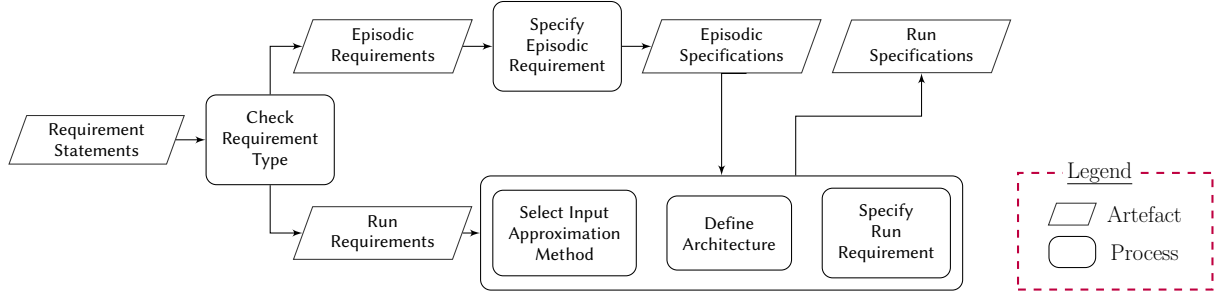 Requirement
Statements
Check
Requirement
Type
Episodic
Requirements
Specify
Episodic
Requirement
Episodic
Specifications
Run
Specifications
Run
Requirements
Select Input
Approximation
Method
Define
Architecture
Specify
Run
Requirement
Legend
Artefact
Process